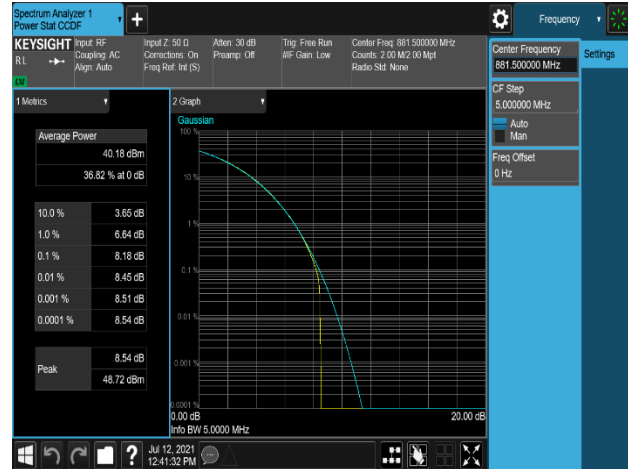 Spectrum Analyzer 1
Power Stat CCDF
Frequency
KEYSIGHT
Input: RF
Coupling: AC
Align: Auto
Input Z: 50 Ω
Corrections: On
Freq Ref: Int (S)
Atten: 30 dB
Preamp: Off
Trig: Free Run
#IF Gain: Low
Center Freq: 881.500000 MHz
Counts: 2.00 M/2.00 Mpt
Radio Std: None
R L
Center Frequency
881.500000 MHz
Settings
CF Step
5.000000 MHz
Auto
Man
Freq Offset
0 Hz
1 Metrics
2 Graph
Gaussian
Average Power
40.18 dBm
36.82 % at 0 dB
10.0 % 3.65 dB
1.0 % 6.64 dB
0.1 % 8.18 dB
0.01 % 8.45 dB
0.001 % 8.51 dB
0.0001 % 8.54 dB
Peak
8.54 dB
48.72 dBm
100 %
10 %
1 %
0.1 %
0.01 %
0.001 %
0.0001 %
0.00 dB
20.00 dB
Info BW 5.0000 MHz
?
Jul 12, 2021
12:41:32 PM